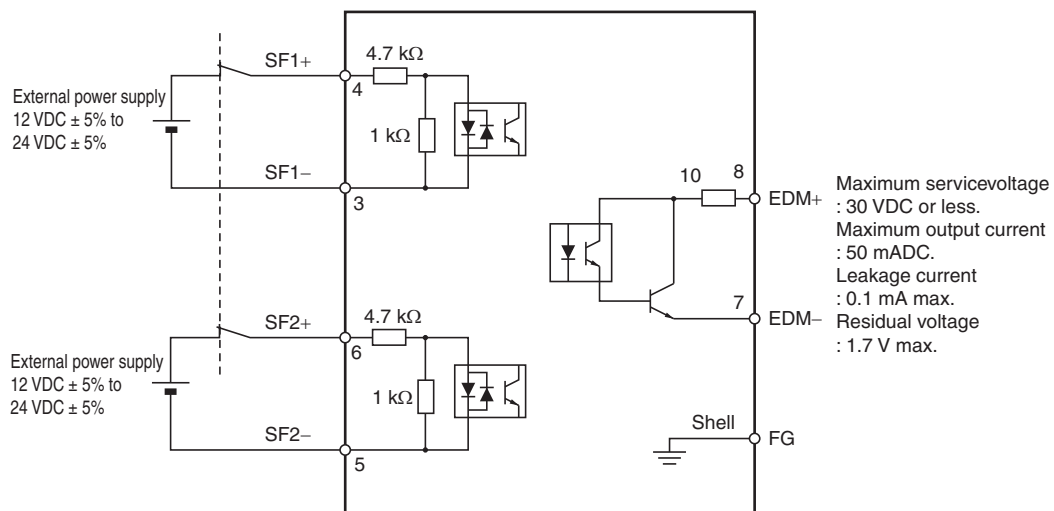 External power supply
12 VDC ± 5% to
24 VDC ± 5%
SF1+
4
4.7 kΩ
1 kΩ
SF1−
3
External power supply
12 VDC ± 5% to
24 VDC ± 5%
SF2+
6
4.7 kΩ
1 kΩ
SF2−
5
10
8
EDM+
7
EDM−
Maximum servicevoltage
: 30 VDC or less.
Maximum output current
: 50 mADC.
Leakage current
: 0.1 mA max.
Residual voltage
: 1.7 V max.
Shell
FG